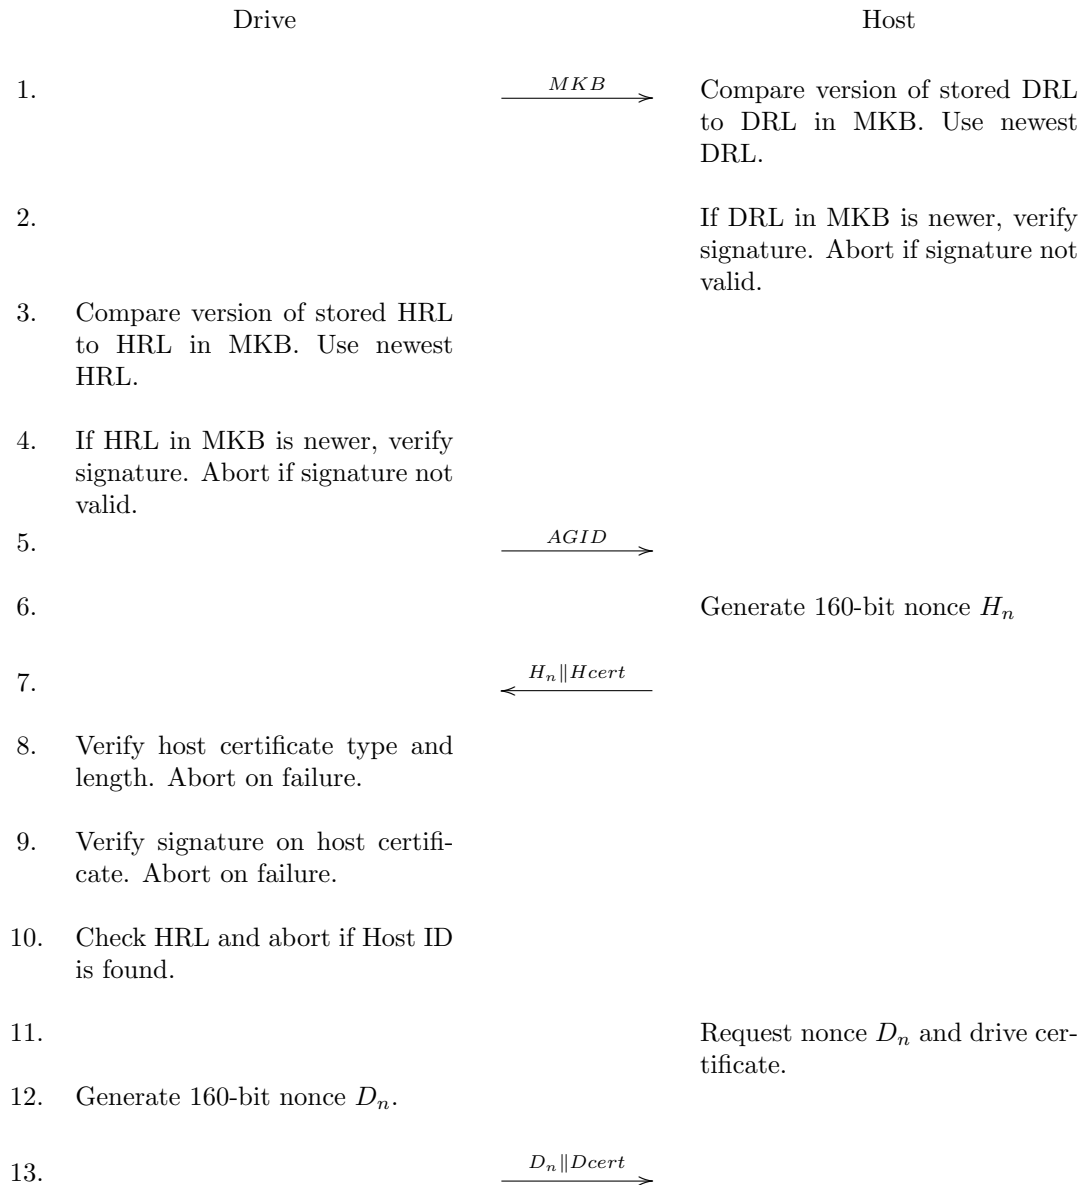 Drive Host
1. MKB Compare version of stored DRL
to DRL in MKB. Use newest
DRL.
2. If DRL in MKB is newer, verify
signature. Abort if signature not
valid.
3. Compare version of stored HRL
to HRL in MKB. Use newest
HRL.
4. If HRL in MKB is newer, verify
signature. Abort if signature not
valid.
5. AGID
6. Generate 160-bit nonce Hₙ
7. Hₙ∥Hcert
8. Verify host certificate type and
length. Abort on failure.
9. Verify signature on host certifi-
cate. Abort on failure.
10. Check HRL and abort if Host ID
is found.
11. Request nonce Dₙ and drive cer-
tificate.
12. Generate 160-bit nonce Dₙ.
13. Dₙ∥Dcert